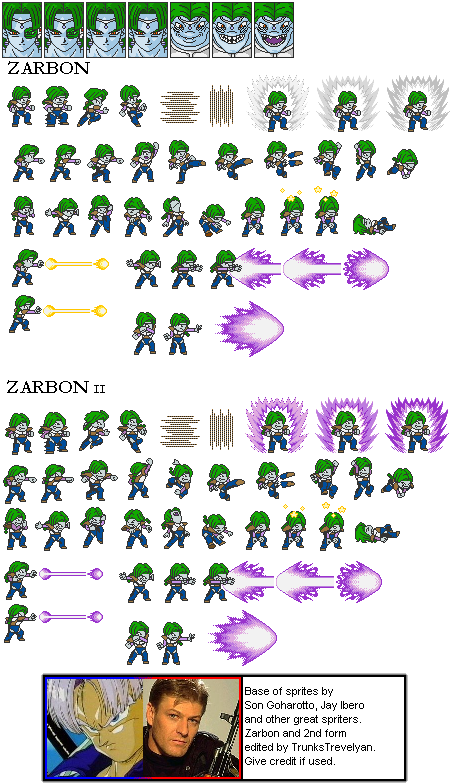 ZARBON
ZARBON II
Base of sprites by
Son Goharotto, Jay Ibero
and other great spriters.
Zarbon and 2nd form
edited by TrunksTrevelyan.
Give credit if used.